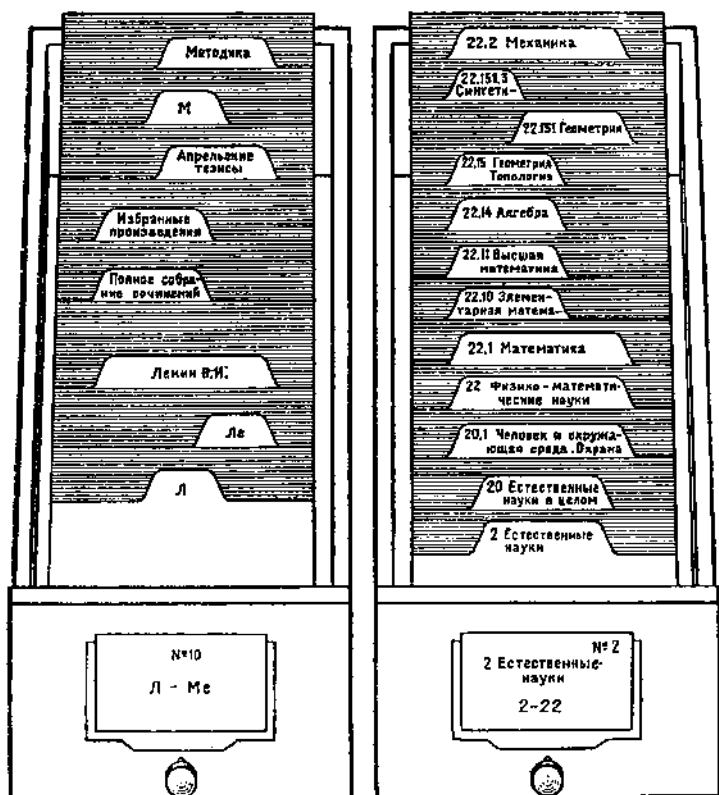 Методика
М
Апрельские
тезисы
Избранные
произведения
Полное собра-
ние сочинений
Ленин В.И.
Ле
Л
№10
Л - Ме
22.2 Механика
22.151.3
Синтети-
22.151 Геометрия
22.15 Геометрия
Топология
22.14 Алгебра
22.11 Высшая
математика
22.10 Элемен-
тарная матема-
22.1 Математика
22 Физико-математи-
ческие науки
20.1 Человек и окружа-
ющая среда. Охрана
20 Естественные
науки в целом
2 Естественные
науки
№2
2 Естественные
науки
2-22